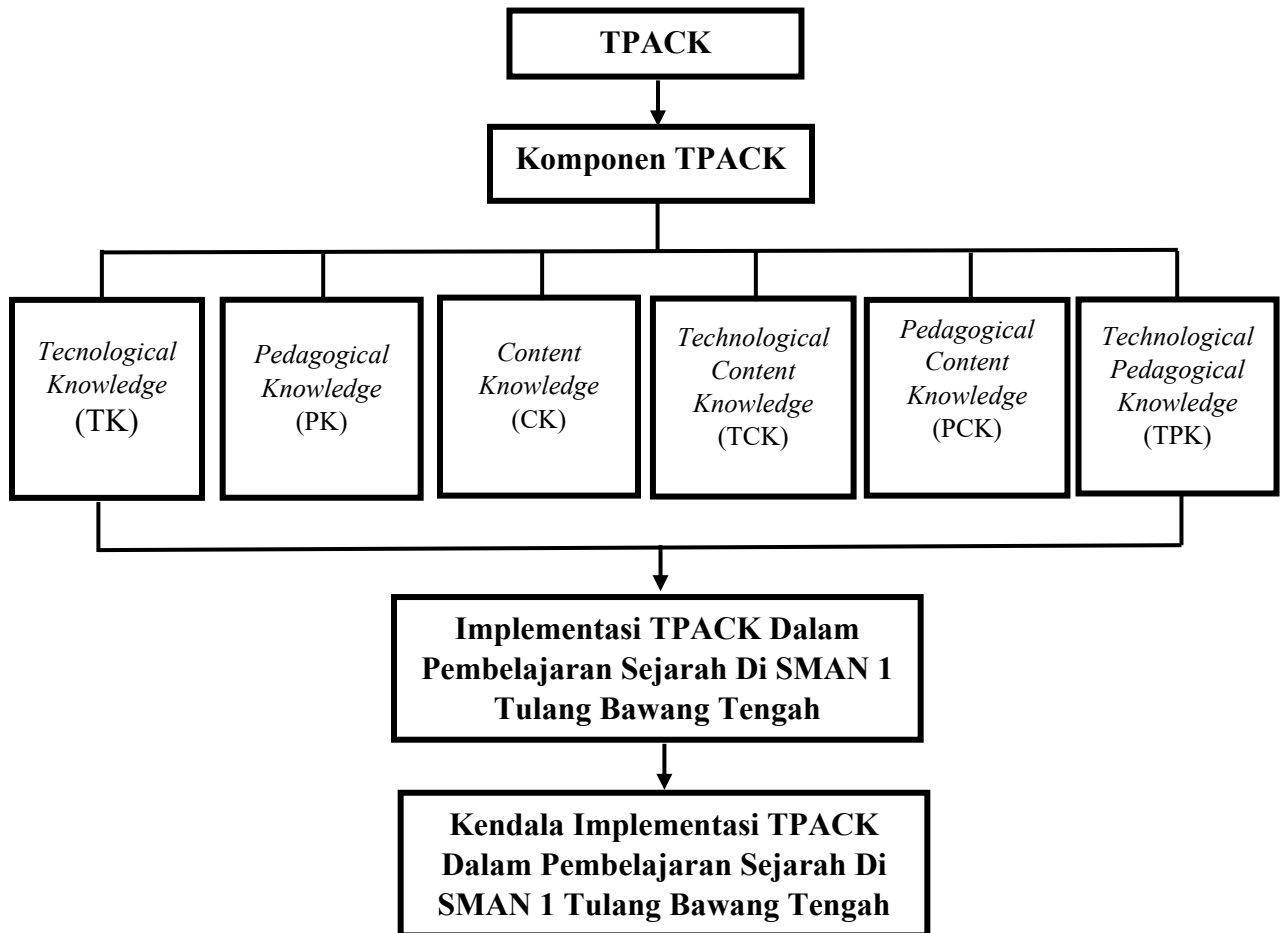 TPACK
Komponen TPACK
Tecnological
Knowledge
(TK)
Pedagogical
Knowledge
(PK)
Content
Knowledge
(CK)
Technological
Content
Knowledge
(TCK)
Pedagogical
Content
Knowledge
(PCK)
Technological
Pedagogical
Knowledge
(TPK)
Implementasi TPACK Dalam
Pembelajaran Sejarah Di SMAN 1
Tulang Bawang Tengah
Kendala Implementasi TPACK
Dalam Pembelajaran Sejarah Di
SMAN 1 Tulang Bawang Tengah